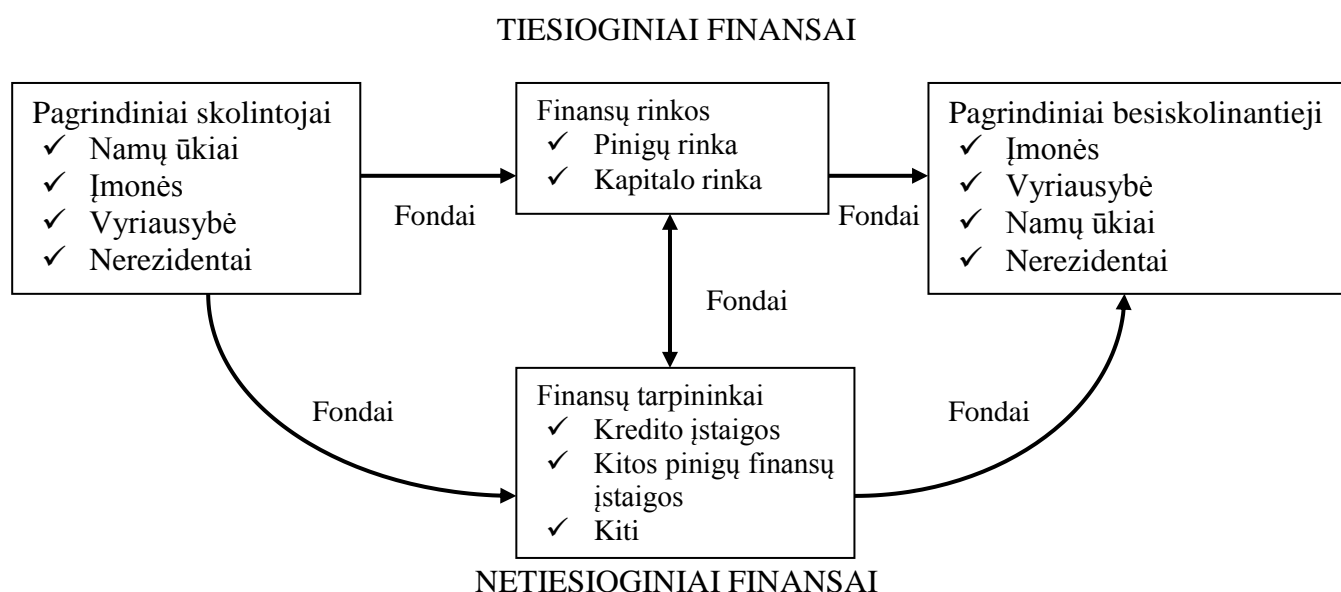 TIESIOGINIAI FINANSAI
Pagrindiniai skolintojai
✓ Namų ūkiai
✓ Įmonės
✓ Vyriausybė
✓ Nerezidentai
Fondai
Finansų rinkos
✓ Pinigų rinka
✓ Kapitalo rinka
Fondai
Pagrindiniai besiskolinantieji
✓ Įmonės
✓ Vyriausybė
✓ Namų ūkiai
✓ Nerezidentai
Fondai
Fondai
Finansų tarpininkai
✓ Kredito įstaigos
✓ Kitos pinigų finansų
įstaigos
✓ Kiti
Fondai
NETIESIOGINIAI FINANSAI